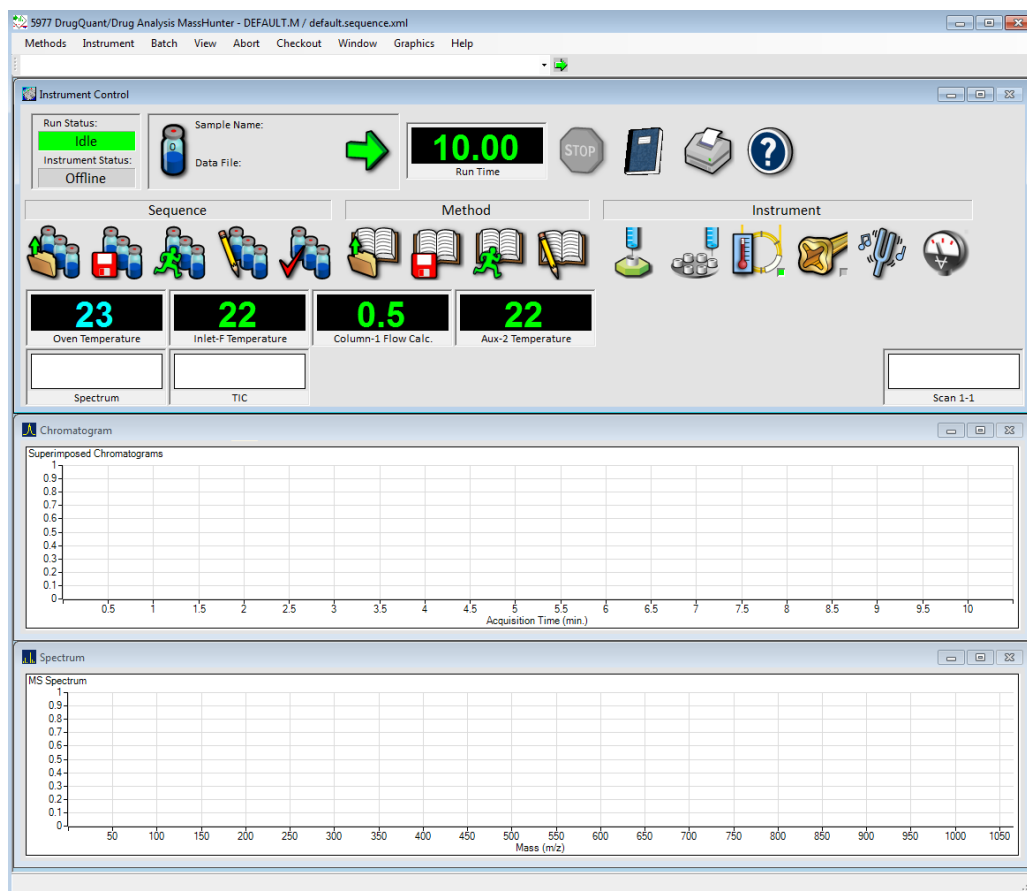 5977 DrugQuant/Drug Analysis MassHunter - DEFAULT.M / default.sequence.xml
Methods Instrument Batch View Abort Checkout Window Graphics Help
Instrument Control
Run Status:
Idle
Instrument Status:
Offline
0
Sample Name:
Data File:
10.00
Run Time
STOP
?
Sequence Method Instrument
23 22 0.5 22
Oven Temperature Inlet-F Temperature Column-1 Flow Calc. Aux-2 Temperature
Spectrum TIC Scan 1-1
Chromatogram
Superimposed Chromatograms
1
0.9
0.8
0.7
0.6
0.5
0.4
0.3
0.2
0.1
0
0.5 1 1.5 2 2.5 3 3.5 4 4.5 5 5.5 6 6.5 7 7.5 8 8.5 9 9.5 10
Acquisition Time (min.)
Spectrum
MS Spectrum
1
0.9
0.8
0.7
0.6
0.5
0.4
0.3
0.2
0.1
0
50 100 150 200 250 300 350 400 450 500 550 600 650 700 750 800 850 900 950 1000 1050
Mass (m/z)